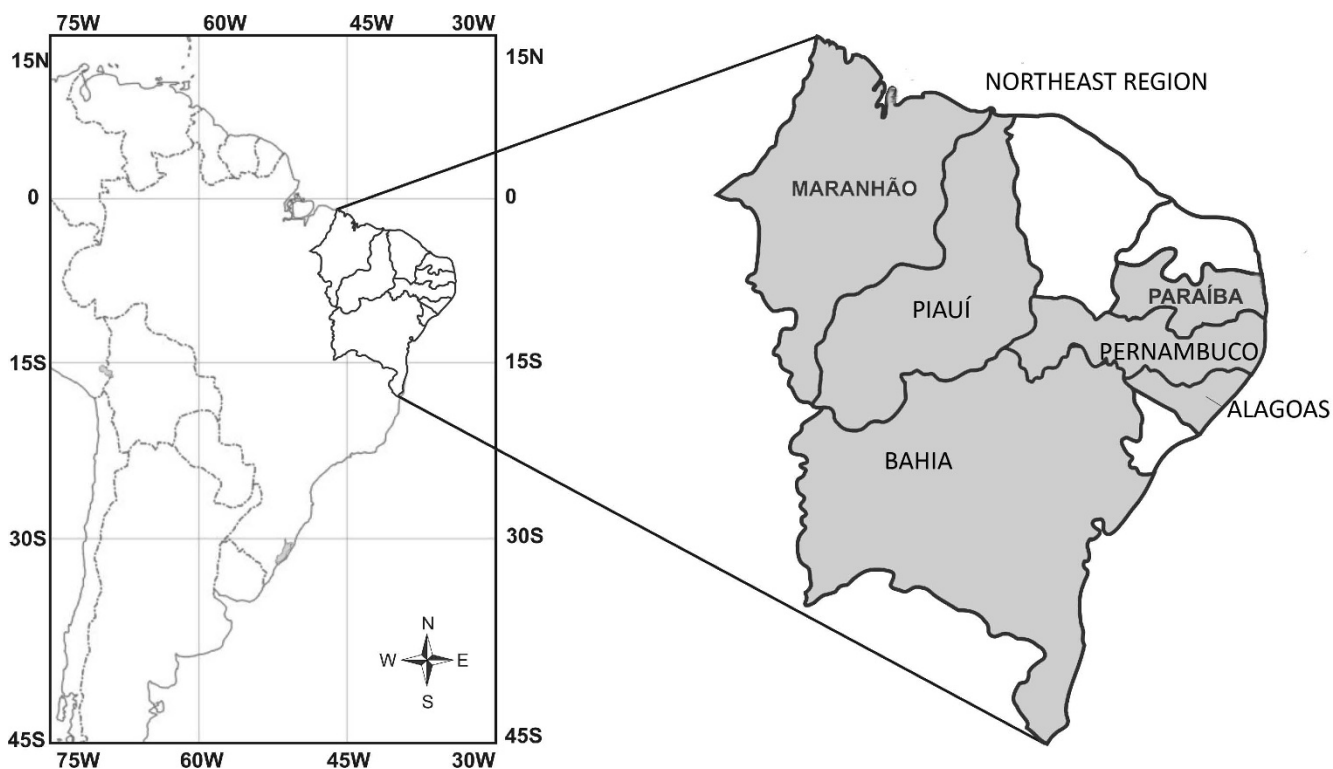 75W 60W 45W 30W
15N 15N
0 0
15S 15S
30S 30S
45S 45S
75W 60W 45W 30W
N
W E
S
NORTHEAST REGION
MARANHÃO
PIAUÍ
PARAÍBA
PERNAMBUCO
ALAGOAS
BAHIA